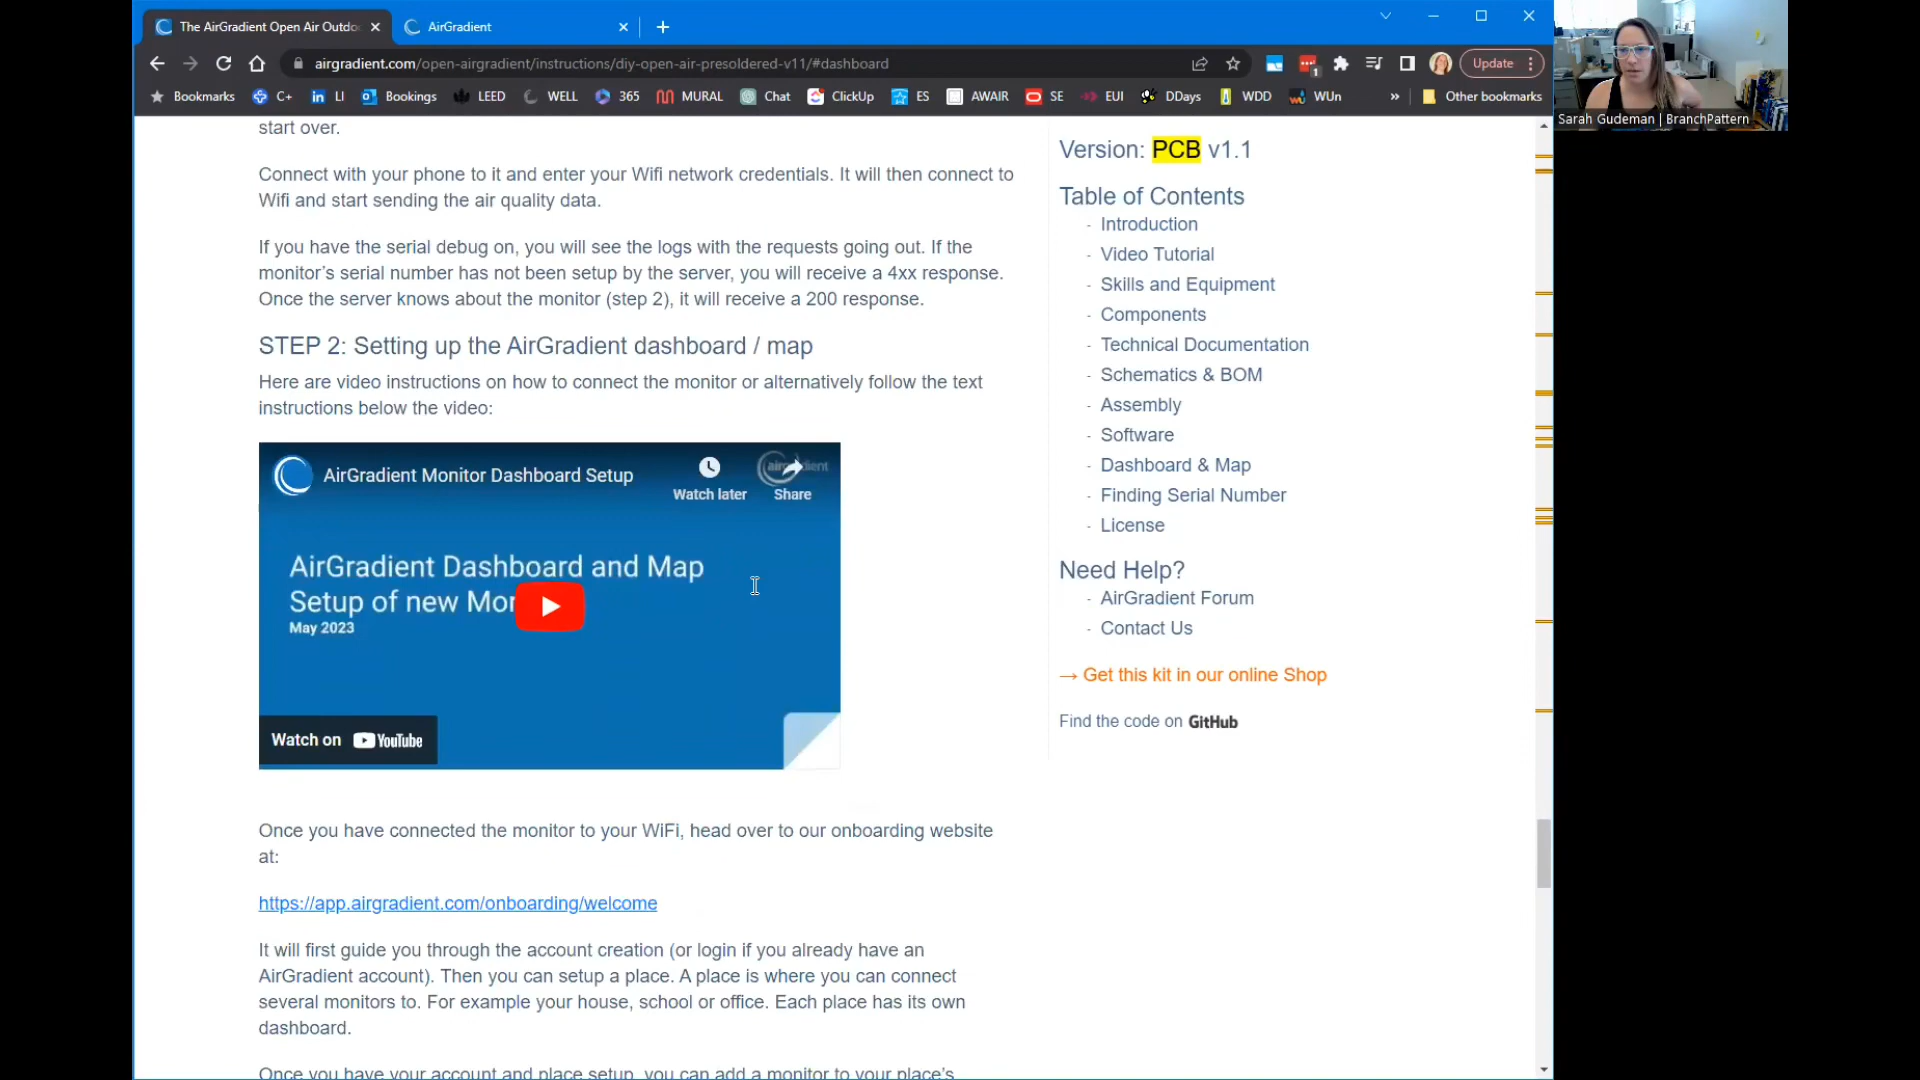 The AirGradient Open Air Outdo
AirGradient
airgradient.com/open-airgradient/instructions/diy-open-air-presoldered-v11/#dashboard
1
Update
Bookmarks
C+
LI
Bookings
LEED
WELL
365
MURAL
Chat
ClickUp
ES
AWAIR
SE
EUI
DDays
WDD
WUn
»
Other bookmarks
Sarah Gudeman | BranchPattern
start over.
Connect with your phone to it and enter your Wifi network credentials. It will then connect to
Wifi and start sending the air quality data.
If you have the serial debug on, you will see the logs with the requests going out. If the
monitor’s serial number has not been setup by the server, you will receive a 4xx response.
Once the server knows about the monitor (step 2), it will receive a 200 response.
STEP 2: Setting up the AirGradient dashboard / map
Here are video instructions on how to connect the monitor or alternatively follow the text
instructions below the video:
AirGradient Monitor Dashboard Setup
Watch later
Share
AirGradient Dashboard and Map
Setup of new Mo
May 2023
Watch on YouTube
Once you have connected the monitor to your WiFi, head over to our onboarding website
at:
https://app.airgradient.com/onboarding/welcome
It will first guide you through the account creation (or login if you already have an
AirGradient account). Then you can setup a place. A place is where you can connect
several monitors to. For example your house, school or office. Each place has its own
dashboard.
Once you have your account and place setup, you can add a monitor to your place’s
Version: PCB v1.1
Table of Contents
- Introduction
- Video Tutorial
- Skills and Equipment
- Components
- Technical Documentation
- Schematics & BOM
- Assembly
- Software
- Dashboard & Map
- Finding Serial Number
- License
Need Help?
- AirGradient Forum
- Contact Us
→ Get this kit in our online Shop
Find the code on GitHub